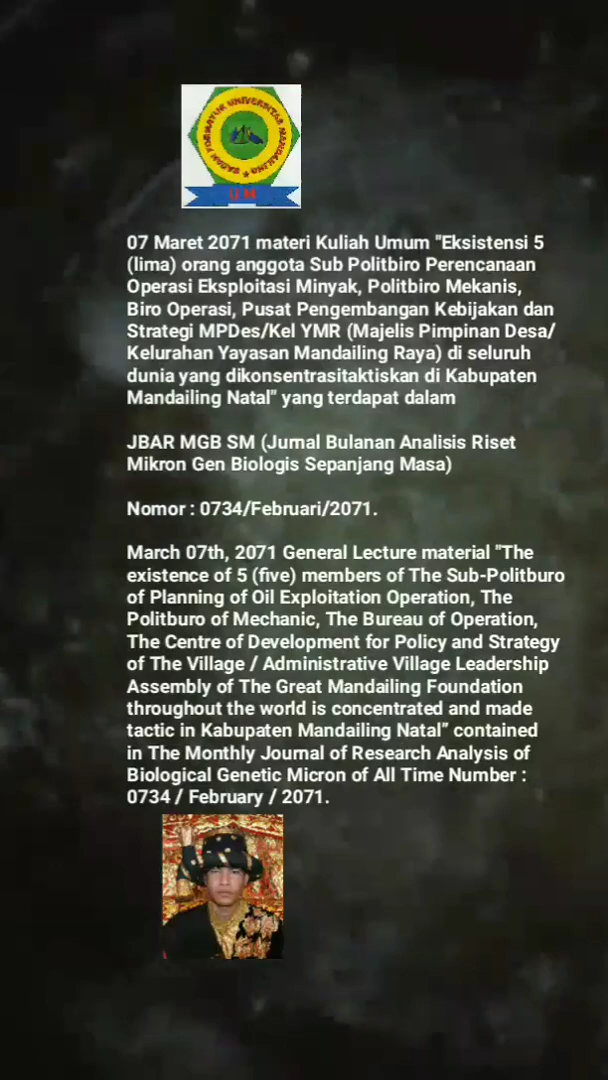 BADAN FORMATUR UNIVERSITAS MANDAILING
U M
07 Maret 2071 materi Kuliah Umum "Eksistensi 5
(lima) orang anggota Sub Politbiro Perencanaan
Operasi Eksploitasi Minyak, Politbiro Mekanis,
Biro Operasi, Pusat Pengembangan Kebijakan dan
Strategi MPDes/Kel YMR (Majelis Pimpinan Desa/
Kelurahan Yayasan Mandailing Raya) di seluruh
dunia yang dikonsentrasitaktiskan di Kabupaten
Mandailing Natal" yang terdapat dalam
JBAR MGB SM (Jurnal Bulanan Analisis Riset
Mikron Gen Biologis Sepanjang Masa)
Nomor : 0734/Februari/2071.
March 07th, 2071 General Lecture material "The
existence of 5 (five) members of The Sub-Politburo
of Planning of Oil Exploitation Operation, The
Politburo of Mechanic, The Bureau of Operation,
The Centre of Development for Policy and Strategy
of The Village / Administrative Village Leadership
Assembly of The Great Mandailing Foundation
throughout the world is concentrated and made
tactic in Kabupaten Mandailing Natal” contained
in The Monthly Journal of Research Analysis of
Biological Genetic Micron of All Time Number :
0734 / February / 2071.